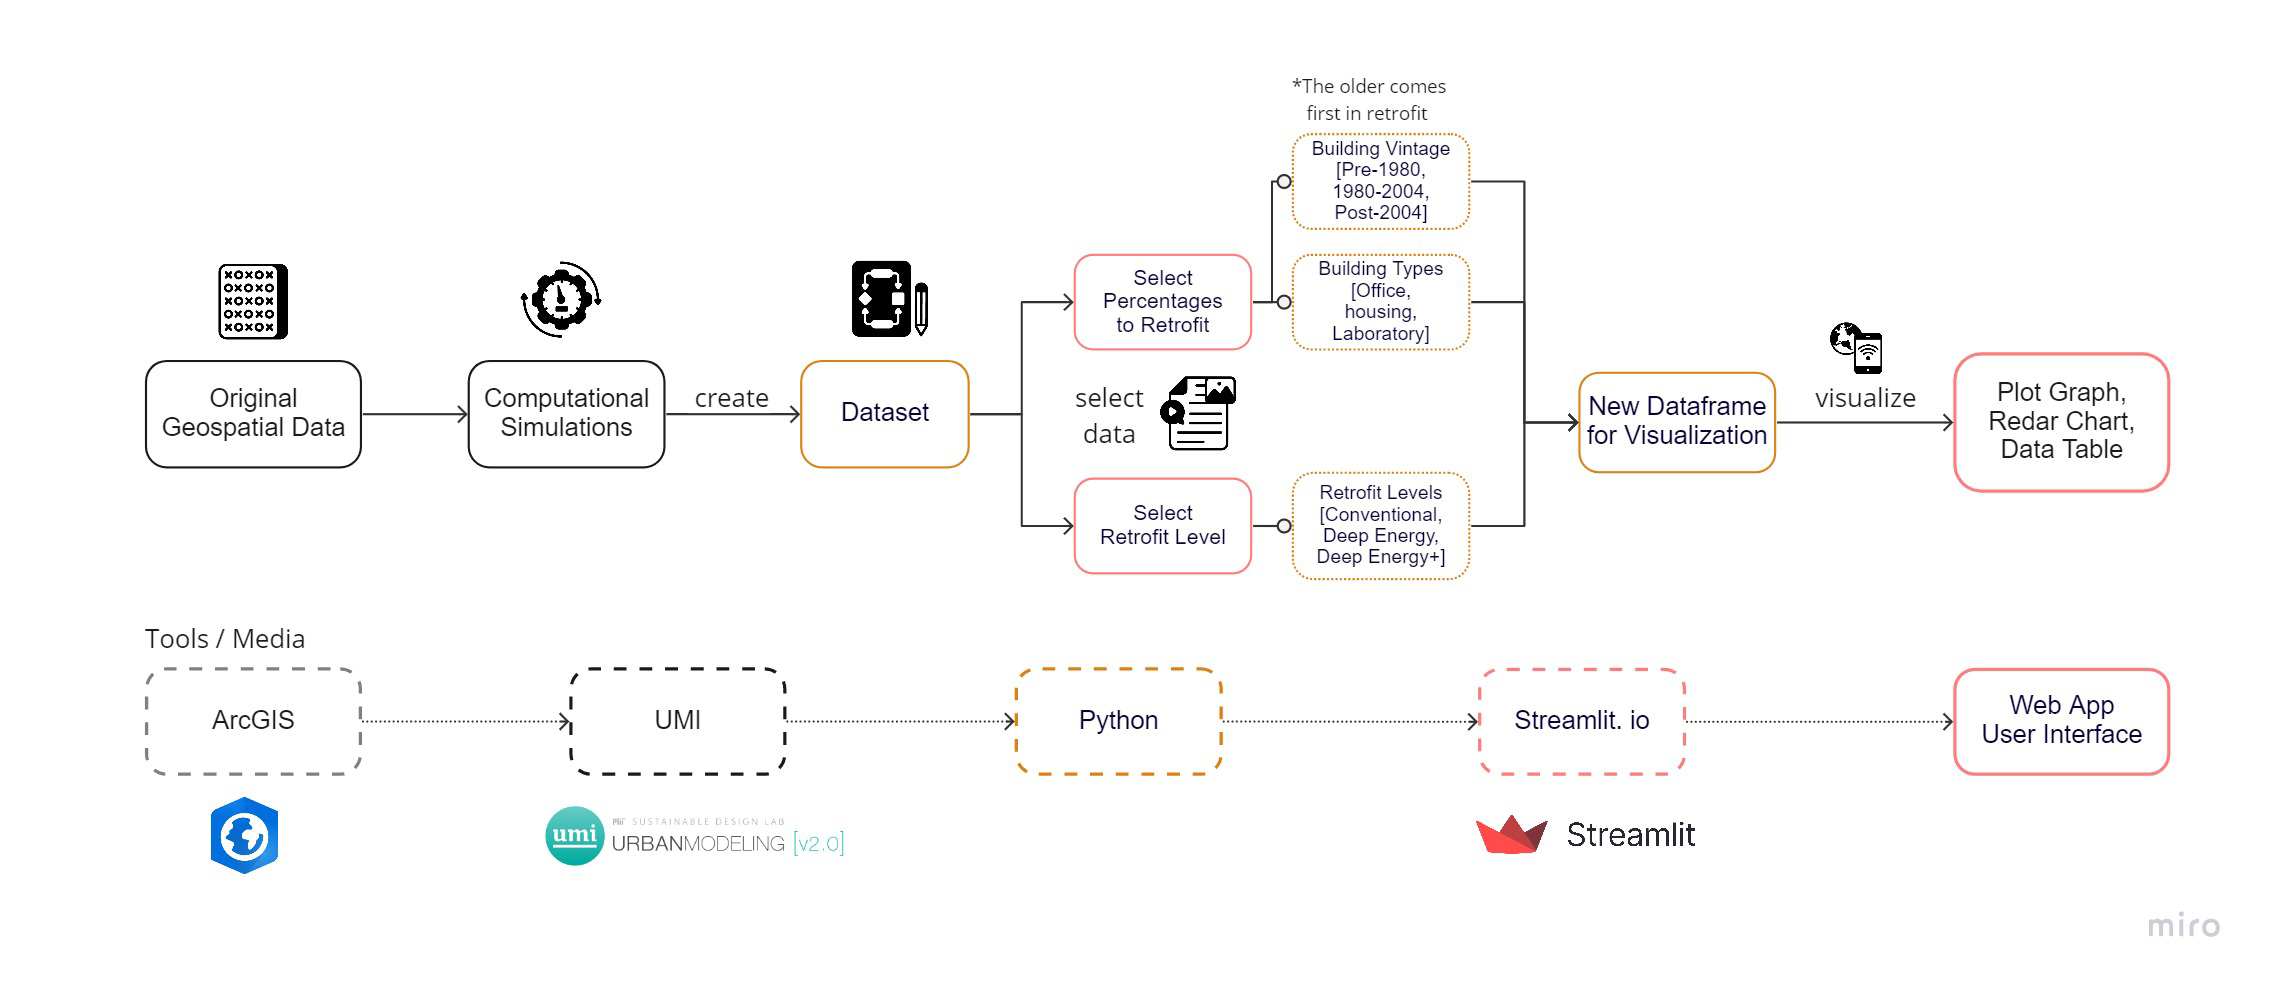 *The older comes
first in retrofit
Building Vintage
[Pre-1980,
1980-2004,
Post-2004]
Select
Percentages
to Retrofit
Building Types
[Office,
housing,
Laboratory]
Original
Geospatial Data
Computational
Simulations
create
Dataset
select
data
New Dataframe
for Visualization
visualize
Plot Graph,
Redar Chart,
Data Table
Select
Retrofit Level
Retrofit Levels
[Conventional,
Deep Energy,
Deep Energy+]
Tools / Media
ArcGIS
UMI
Python
Streamlit. io
Web App
User Interface
umi
MIT SUSTAINABLE DESIGN LAB
URBANMODELING [v2.0]
Streamlit
miro